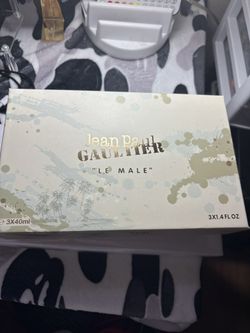 Jean Paul
GAULTIER
"LE MALE"
3X40ml
3X1.4 FL.OZ